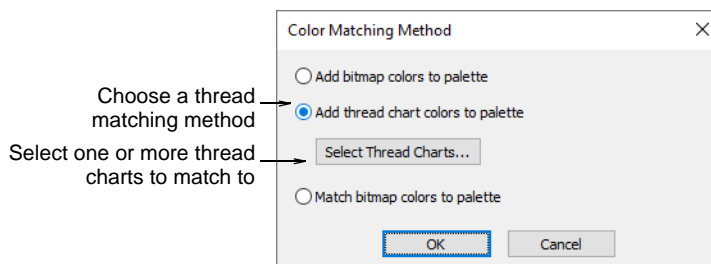 Color Matching Method
Add bitmap colors to palette
Choose a thread
matching method
Add thread chart colors to palette
Select one or more thread
charts to match to
Select Thread Charts...
Match bitmap colors to palette
OK
Cancel